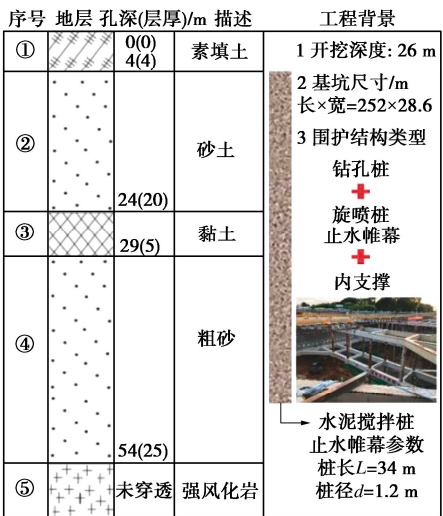 序号 地层 孔深(层厚)/m 描述 工程背景
① 0(0)
4(4) 素填土
② 24(20) 砂土
③ 29(5) 黏土
④ 54(25) 粗砂
⑤ 未穿透 强风化岩
1 开挖深度: 26 m
2 基坑尺寸/m
长×宽=252×28.6
3 围护结构类型
钻孔桩
+
旋喷桩
止水帷幕
+
内支撑
水泥搅拌桩
止水帷幕参数
桩长L=34 m
桩径d=1.2 m